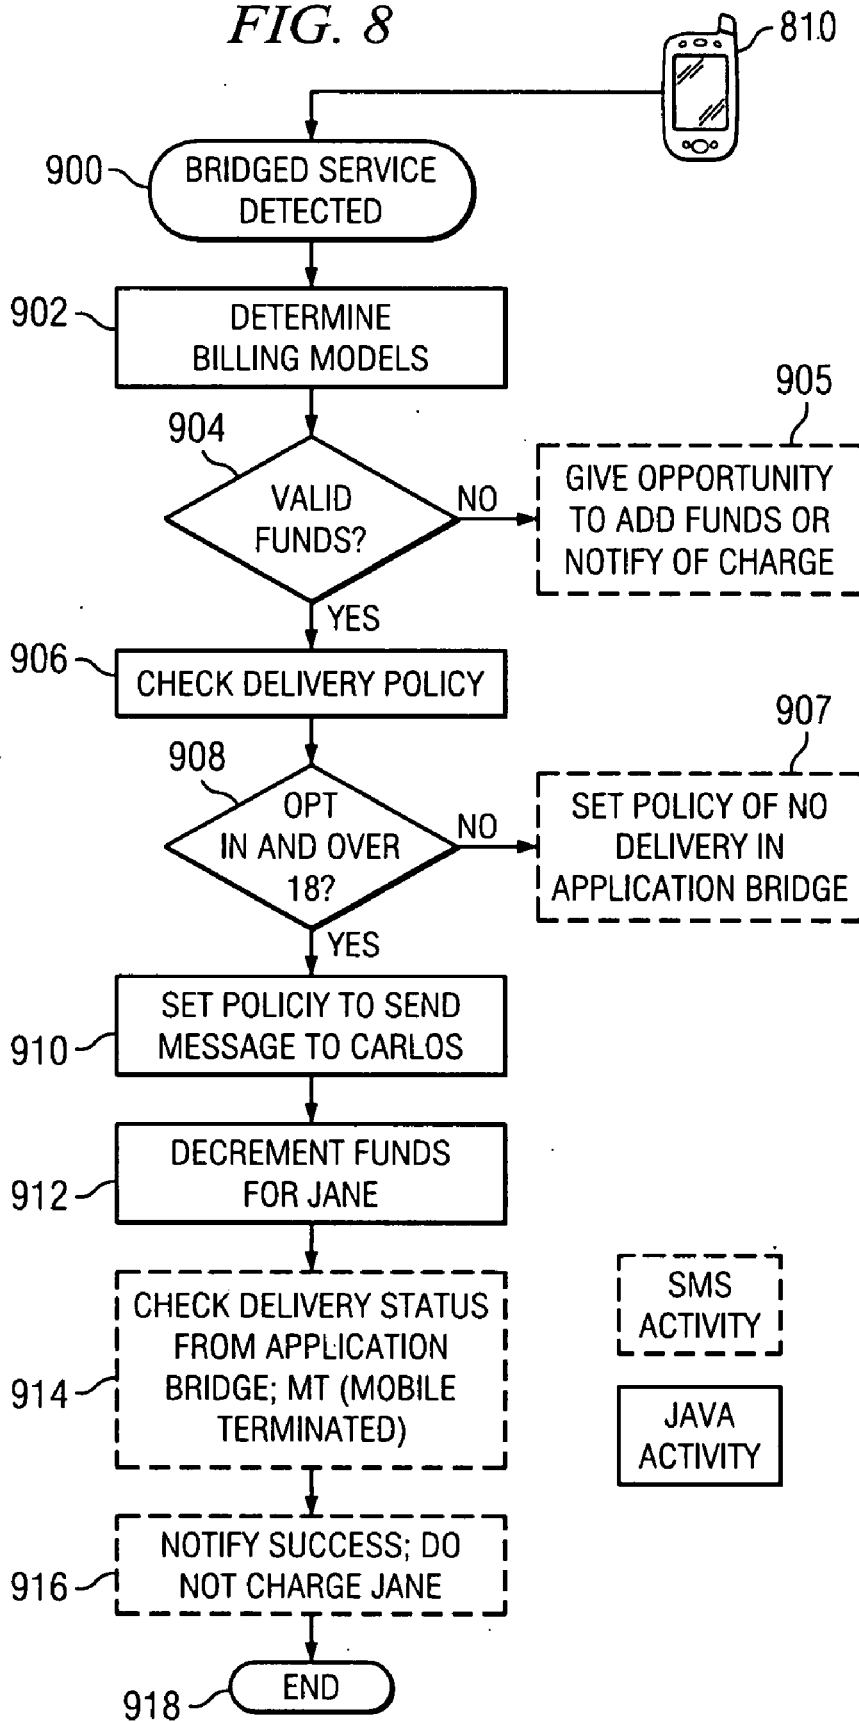 FIG. 8
810
900
BRIDGED SERVICE
DETECTED
902
DETERMINE
BILLING MODELS
904
VALID
FUNDS?
NO
905
GIVE OPPORTUNITY
TO ADD FUNDS OR
NOTIFY OF CHARGE
YES
906
CHECK DELIVERY POLICY
908
OPT
IN AND OVER
18?
NO
907
SET POLICY OF NO
DELIVERY IN
APPLICATION BRIDGE
YES
910
SET POLICIY TO SEND
MESSAGE TO CARLOS
912
DECREMENT FUNDS
FOR JANE
914
CHECK DELIVERY STATUS
FROM APPLICATION
BRIDGE; MT (MOBILE
TERMINATED)
SMS
ACTIVITY
JAVA
ACTIVITY
916
NOTIFY SUCCESS; DO
NOT CHARGE JANE
918
END